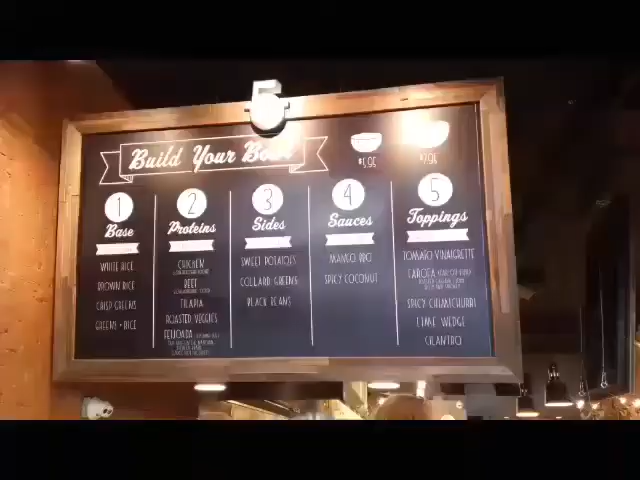 5
Build Your Bowl
1
Base
WHITE RICE
BROWN RICE
CRISP GREENS
GREENS + RICE
2
Proteins
CHICKEN
BEEF
TILAPIA
ROASTED VEGGIES
FEIJOADA
3
Sides
SWEET POTATOES
COLLARD GREENS
BLACK BEANS
4
Sauces
MANGO BBQ
SPICY COCONUT
5
Toppings
TOMATO VINAIGRETTE
FAROFA
SPICY CHIMICHURRI
LIME WEDGE
CILANTRO